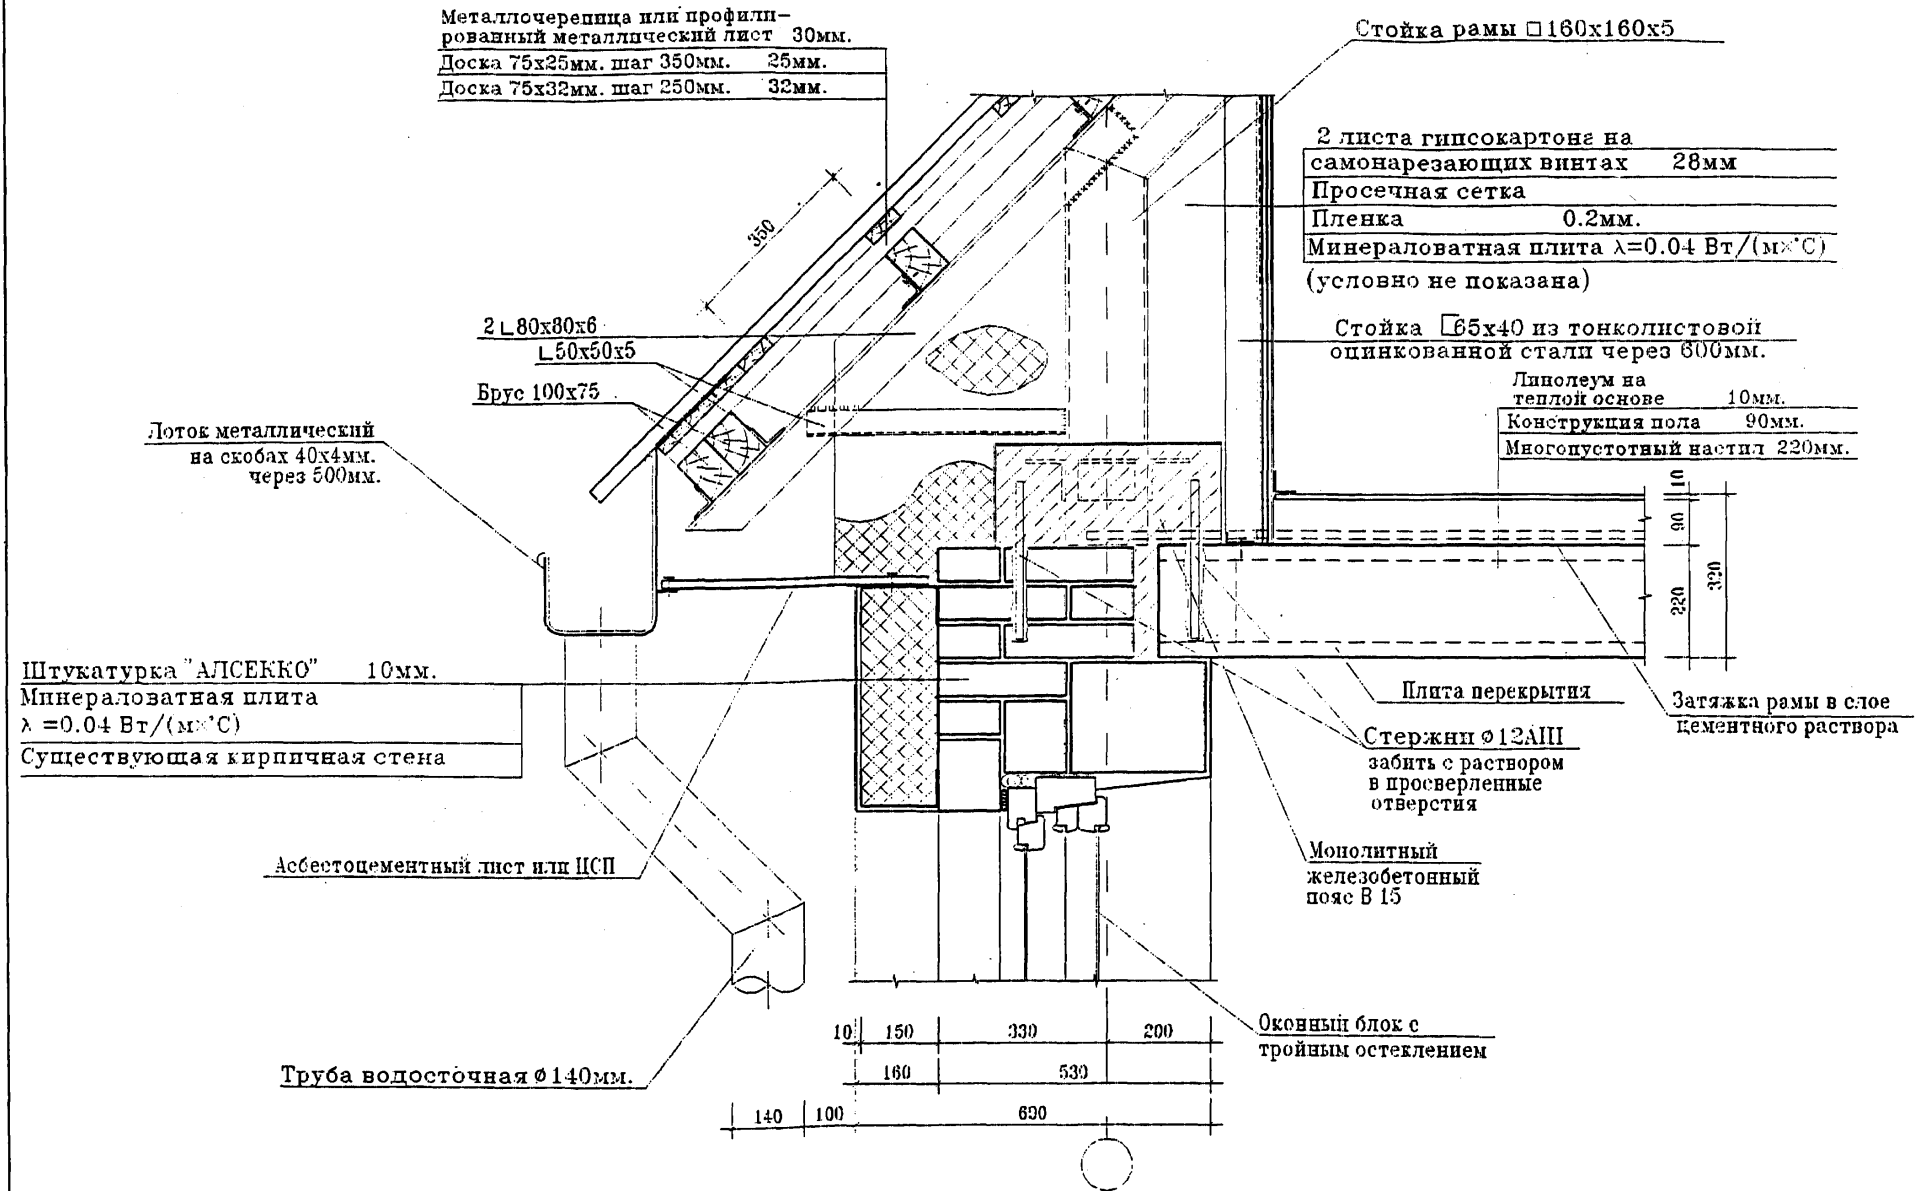 Металлочерепица или профили-
рованный металлический лист 30мм.
Доска 75х25мм. шаг 350мм. 25мм.
Доска 75х32мм. шаг 250мм. 32мм.
Стойка рамы □160х160х5
2 листа гипсокартона на
самонарезающих винтах 28мм
Просечная сетка
Пленка 0.2мм.
Минераловатная плита λ=0.04 Вт/(м×°С)
(условно не показана)
350
2∟80х80х6
∟50х50х5
Брус 100х75
Стойка [65х40 из тонколистовой
оцинкованной стали через 600мм.
Линолеум на
теплой основе 10мм.
Конструкция пола 90мм.
Многопустотный настил 220мм.
Лоток металлический
на скобах 40х4мм.
через 500мм.
10
90
220
320
Штукатурка "АЛСЕККО" 10мм.
Минераловатная плита
λ=0.04 Вт/(м×°С)
Существующая кирпичная стена
Плита перекрытия
Затяжка рамы в слое
цементного раствора
Стержни ⌀12АIII
забить с раствором
в просверленные
отверстия
Асбестоцементный лист или ЦСП
Монолитный
железобетонный
пояс В 15
Оконный блок с
тройным остеклением
Труба водосточная ⌀140мм.
10 150 330 200
160 530
140 100 690